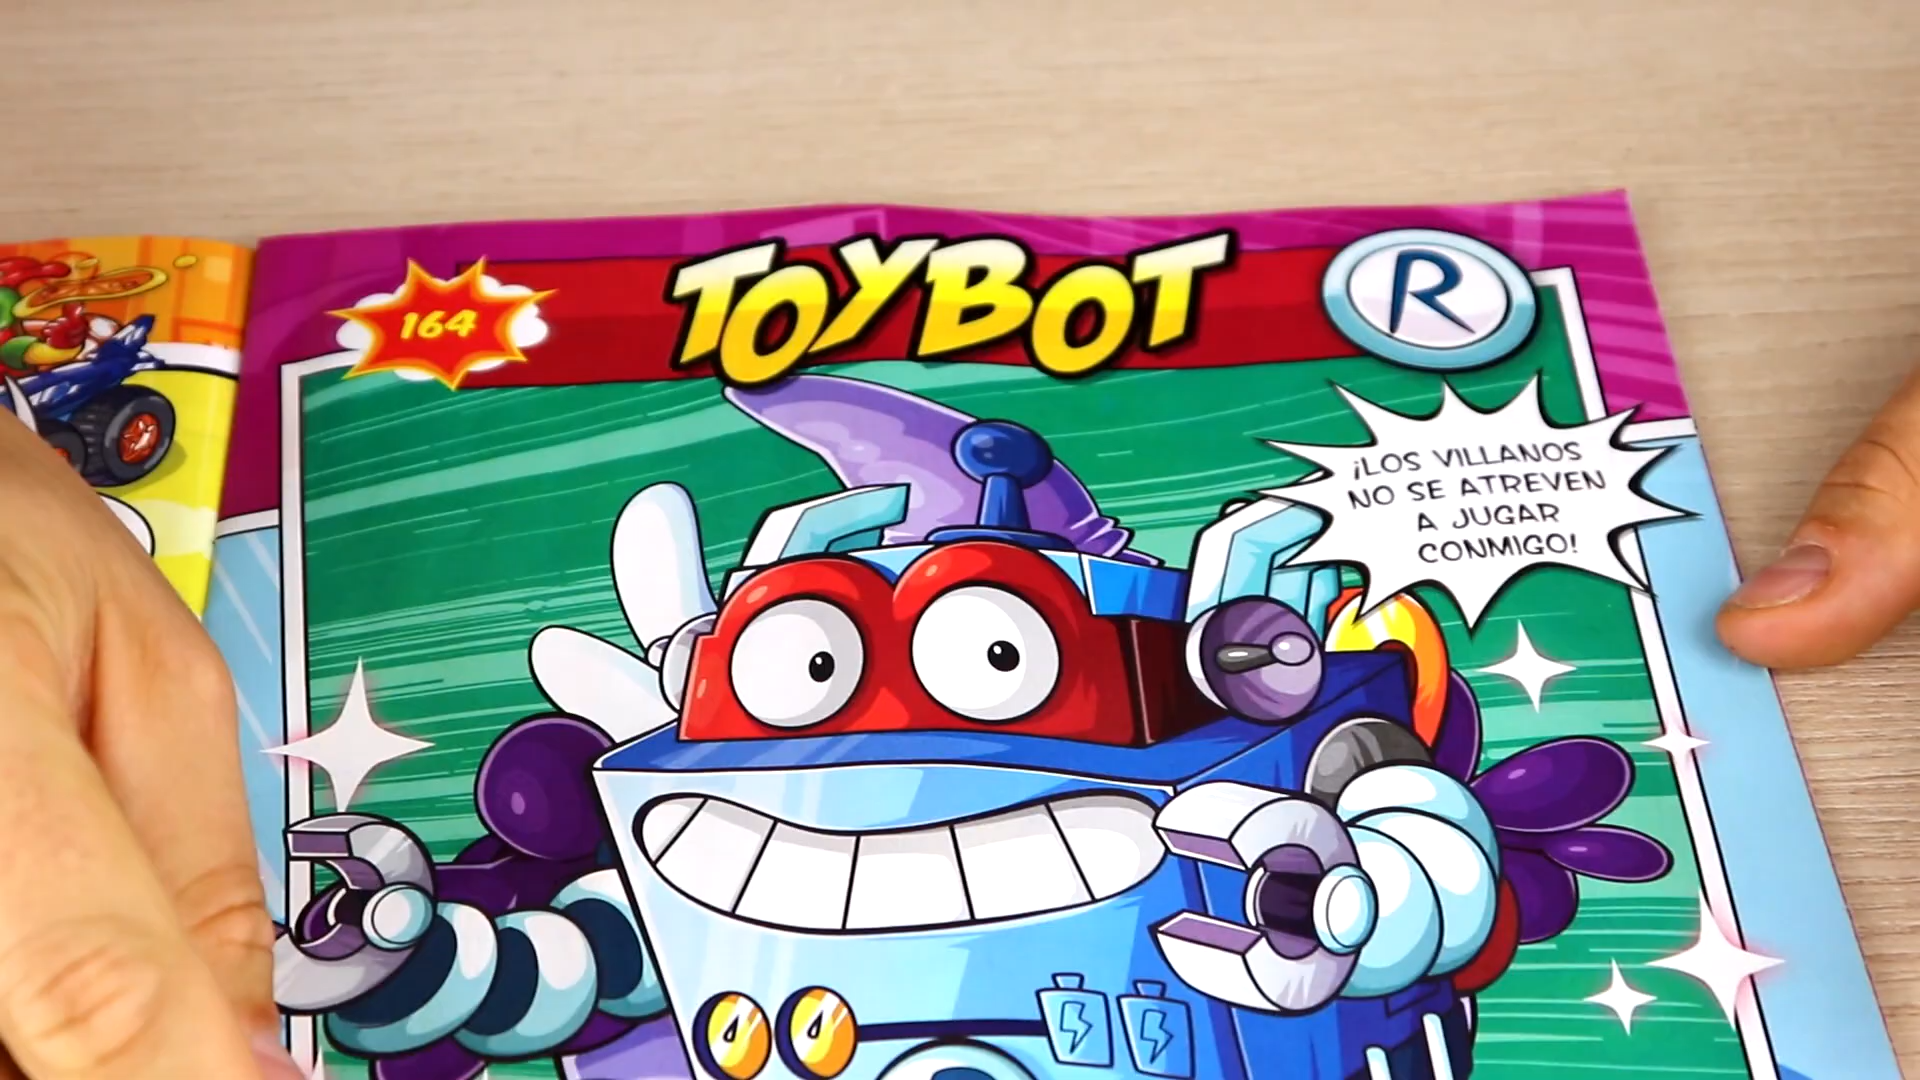 164
TOYBOT
R
¡LOS VILLANOS
NO SE ATREVEN
A JUGAR
CONMIGO!